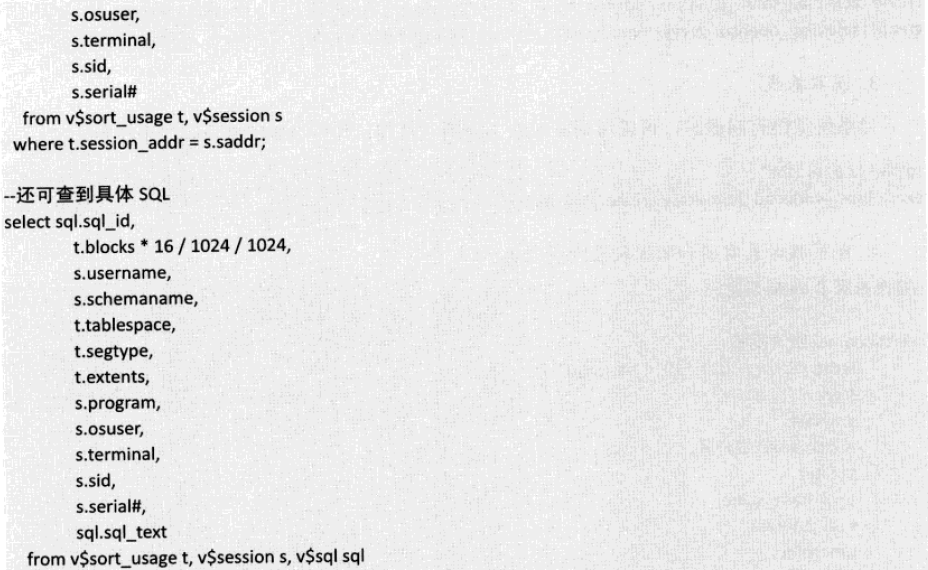 s.osuser,
s.terminal,
s.sid,
s.serial#
from v$sort_usage t, v$session s
where t.session_addr = s.saddr;
--还可查到具体 SQL
select sql.sql_id,
t.blocks * 16 / 1024 / 1024,
s.username,
s.schemaname,
t.tablespace,
t.segtype,
t.extents,
s.program,
s.osuser,
s.terminal,
s.sid,
s.serial#,
sql.sql_text
from v$sort_usage t, v$session s, v$sql sql